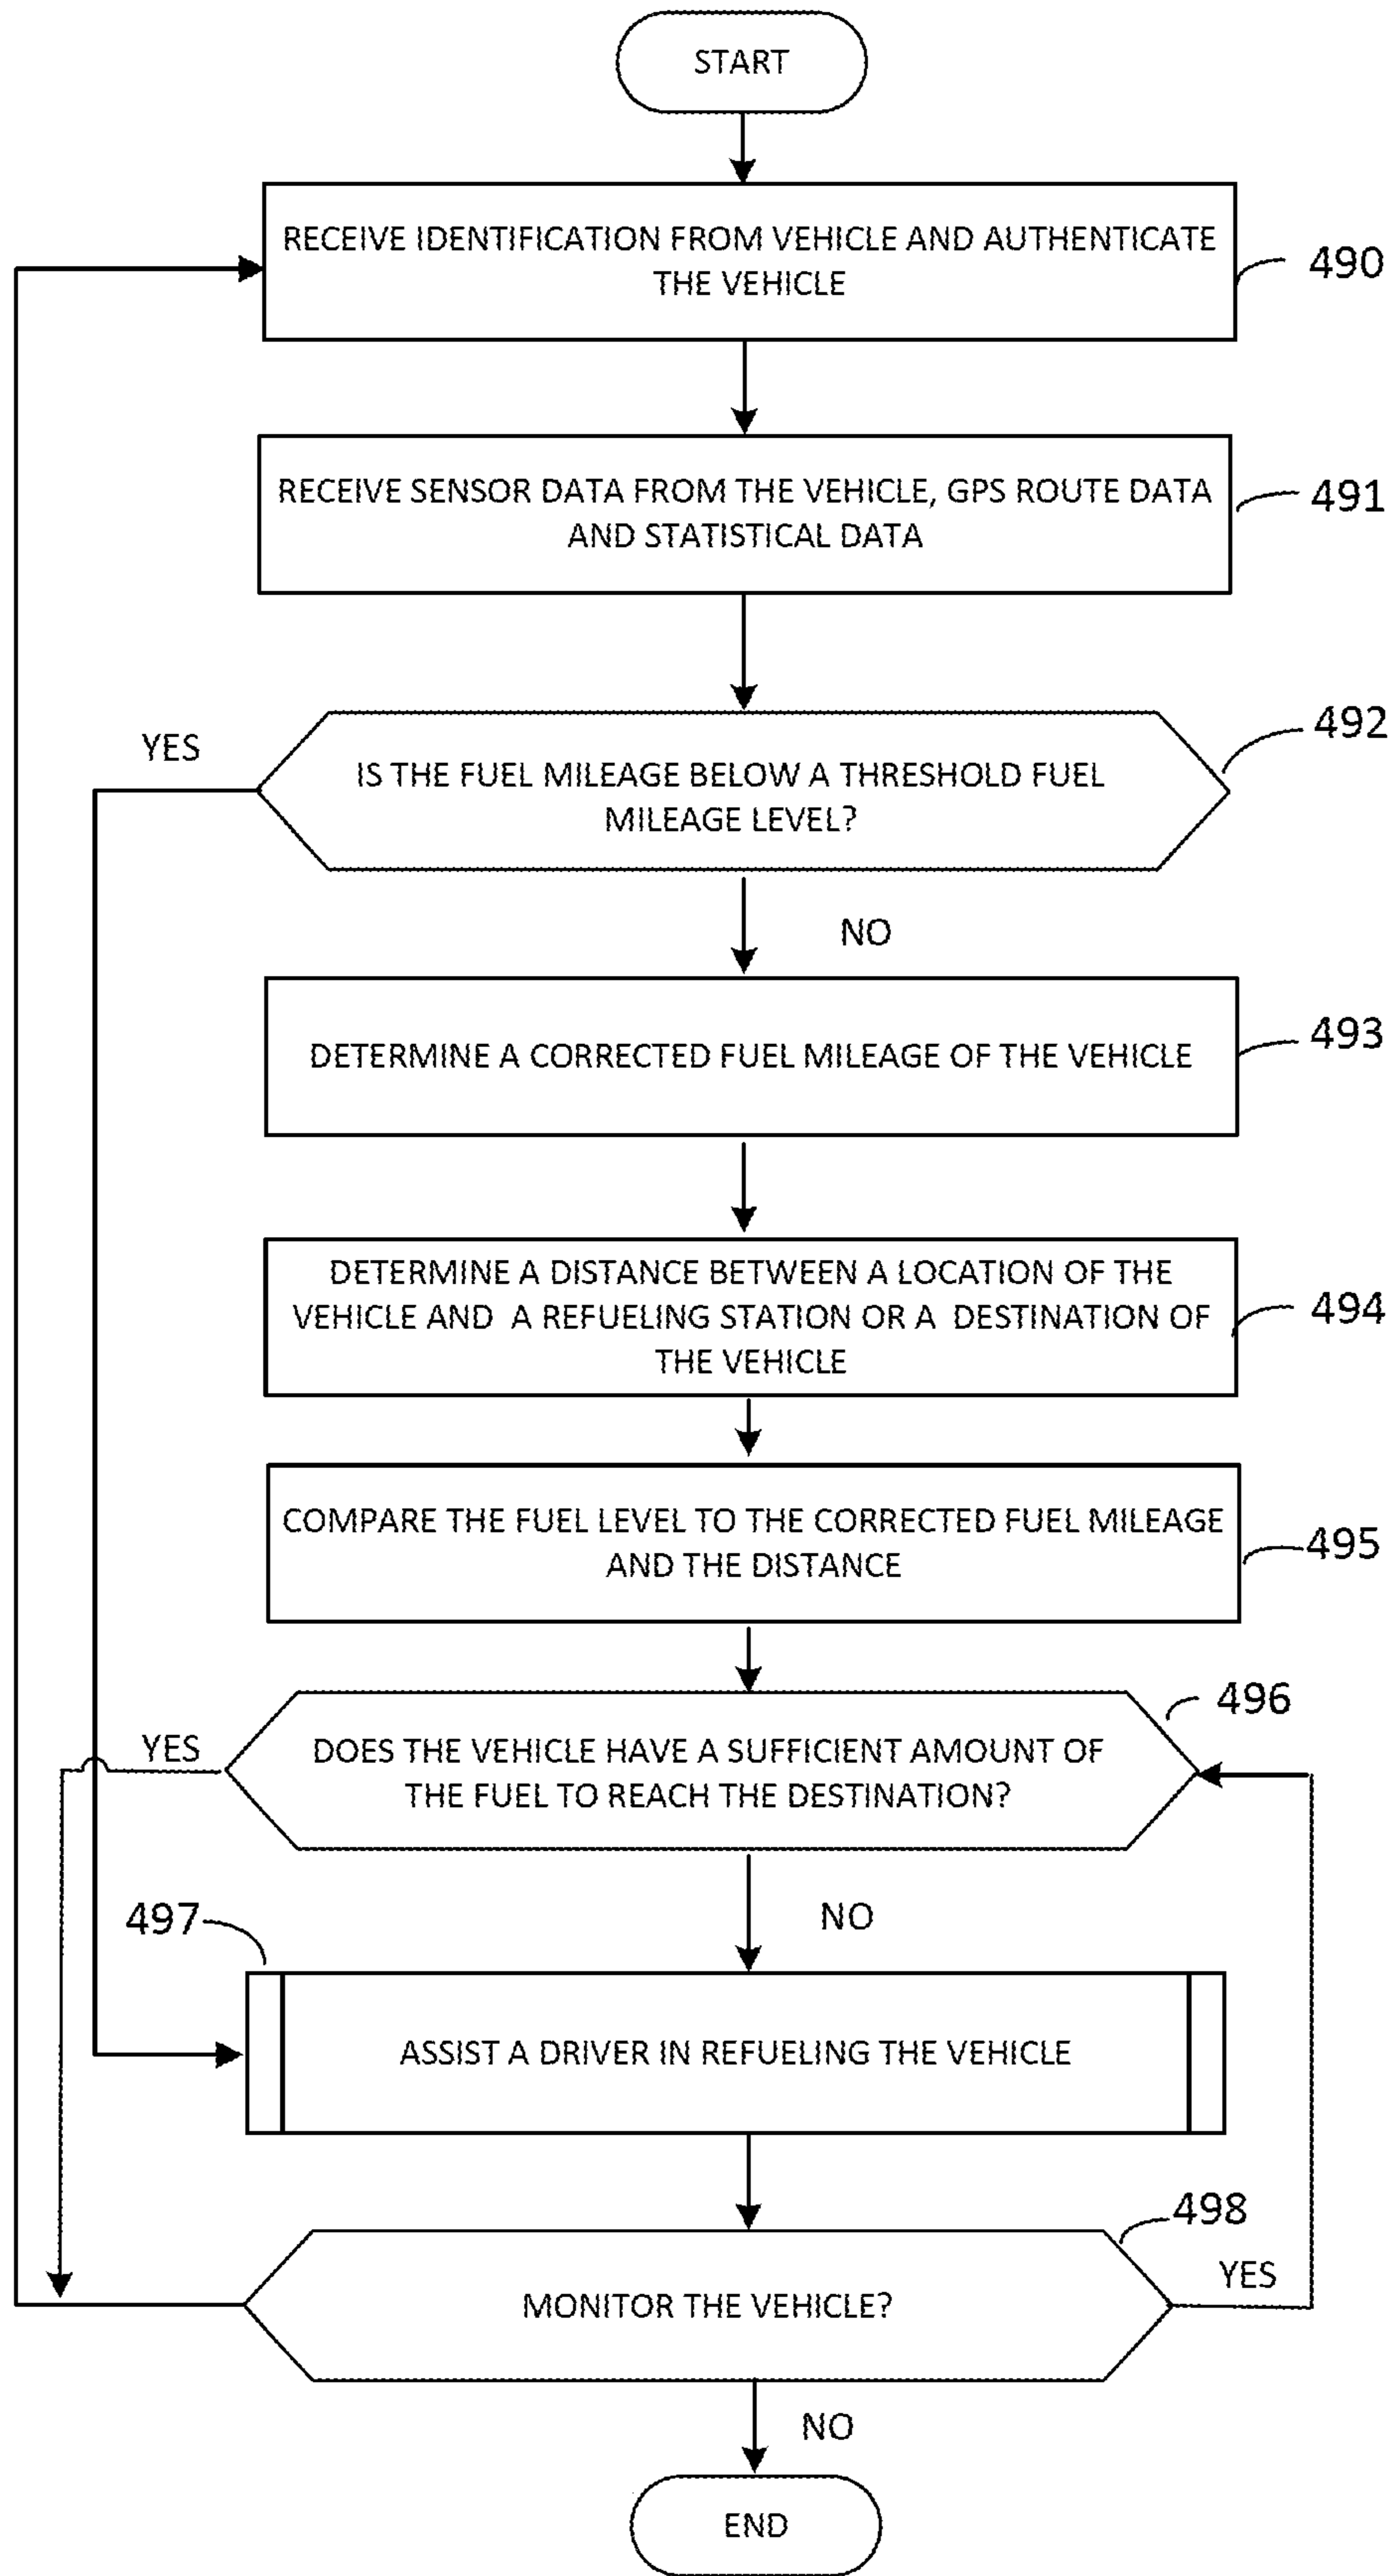 START
RECEIVE IDENTIFICATION FROM VEHICLE AND AUTHENTICATE
THE VEHICLE
490
RECEIVE SENSOR DATA FROM THE VEHICLE, GPS ROUTE DATA
AND STATISTICAL DATA
491
YES
IS THE FUEL MILEAGE BELOW A THRESHOLD FUEL
MILEAGE LEVEL?
492
NO
DETERMINE A CORRECTED FUEL MILEAGE OF THE VEHICLE
493
DETERMINE A DISTANCE BETWEEN A LOCATION OF THE
VEHICLE AND A REFUELING STATION OR A DESTINATION OF
THE VEHICLE
494
COMPARE THE FUEL LEVEL TO THE CORRECTED FUEL MILEAGE
AND THE DISTANCE
495
496
YES
DOES THE VEHICLE HAVE A SUFFICIENT AMOUNT OF
THE FUEL TO REACH THE DESTINATION?
NO
497
ASSIST A DRIVER IN REFUELING THE VEHICLE
498
YES
MONITOR THE VEHICLE?
NO
END